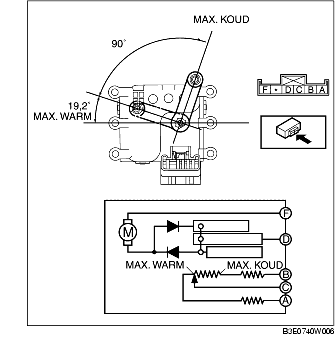 MAX. KOUD
90°
19,2°
MAX. WARM
F • D C B A
F
M
D
MAX. WARM MAX. KOUD
B
C
A
B3E0740W006